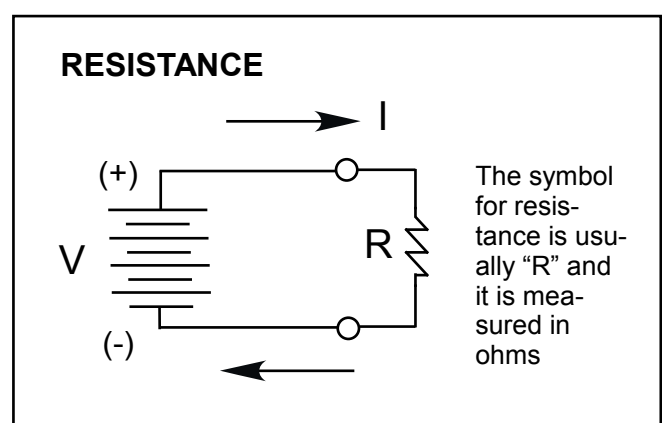 RESISTANCE
I
(+)
V
R
(-)
The symbol
for resis-
tance is usu-
ally “R” and
it is mea-
sured in
ohms